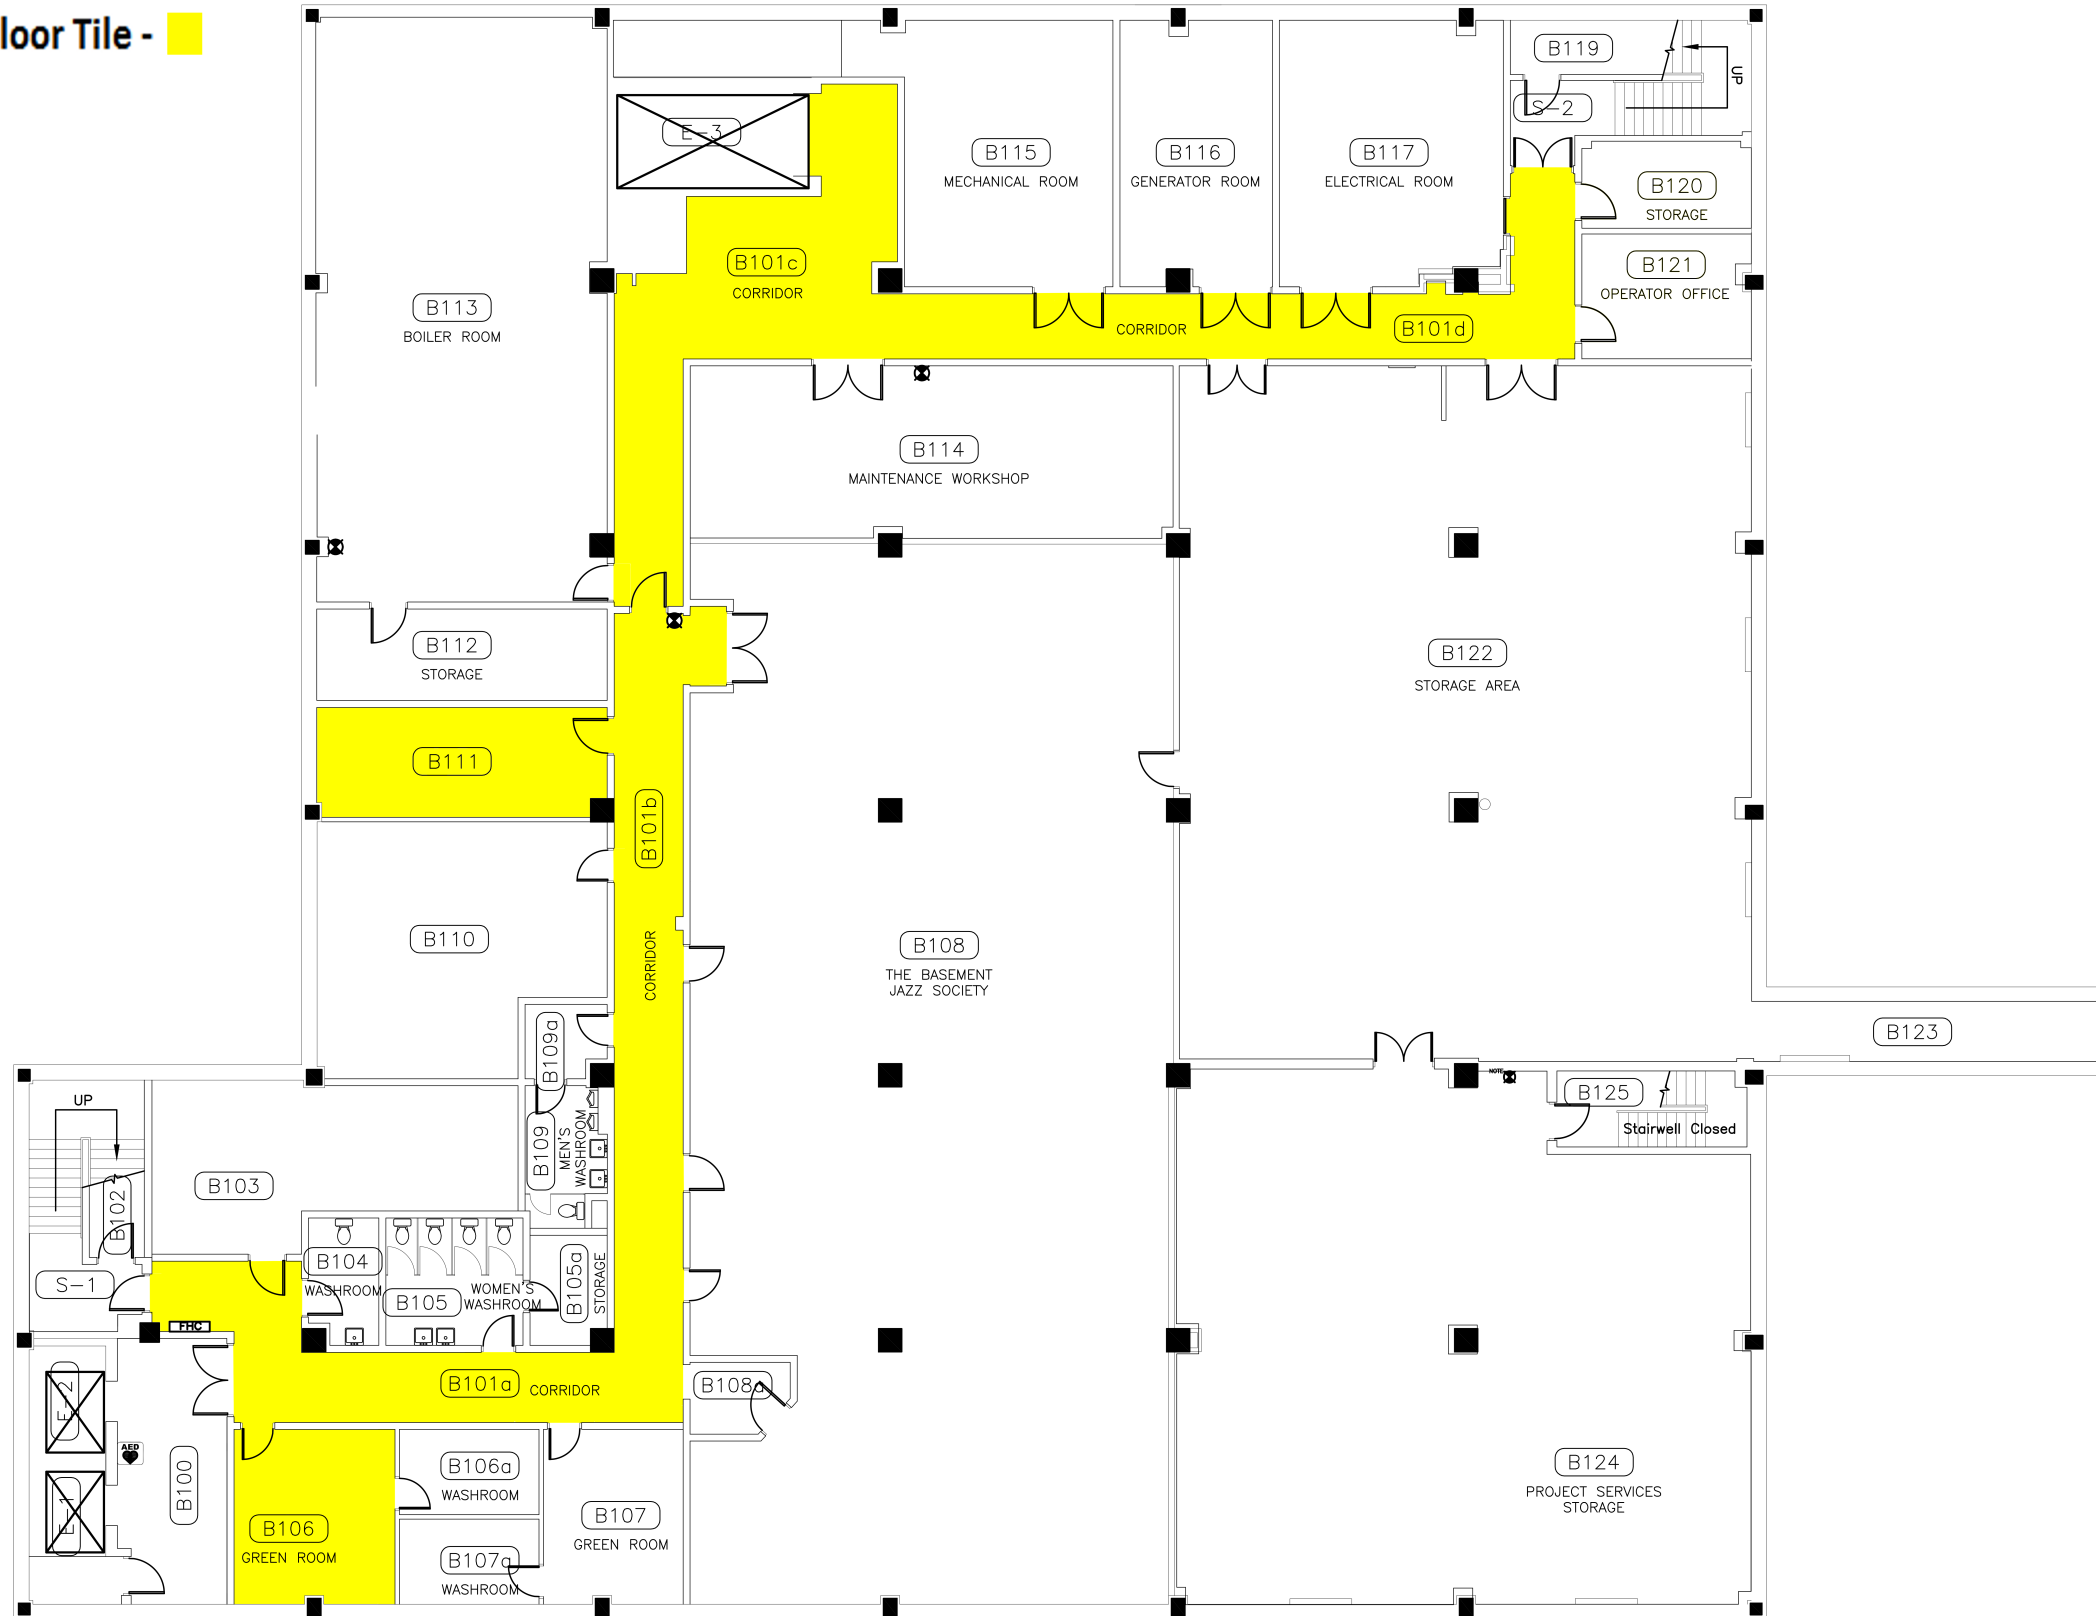 loor Tile -
B119
UP
S-2
E-3
B115
MECHANICAL ROOM
B116
GENERATOR ROOM
B117
ELECTRICAL ROOM
B120
STORAGE
B101c
CORRIDOR
B121
OPERATOR OFFICE
B113
BOILER ROOM
CORRIDOR
B101d
B114
MAINTENANCE WORKSHOP
B112
STORAGE
B122
STORAGE AREA
B111
B101b
CORRIDOR
B110
B108
THE BASEMENT
JAZZ SOCIETY
B123
B109a
NOTE
B125
Stairwell Closed
UP
B109
MEN'S
WASHROOM
B103
B102
B104
WASHROOM
B105
WOMEN'S
WASHROOM
B105a
STORAGE
S-1
FHC
B101a
CORRIDOR
B108a
E-2
AED
B100
E-1
B106a
WASHROOM
B106
GREEN ROOM
B107
GREEN ROOM
B107a
WASHROOM
B124
PROJECT SERVICES
STORAGE